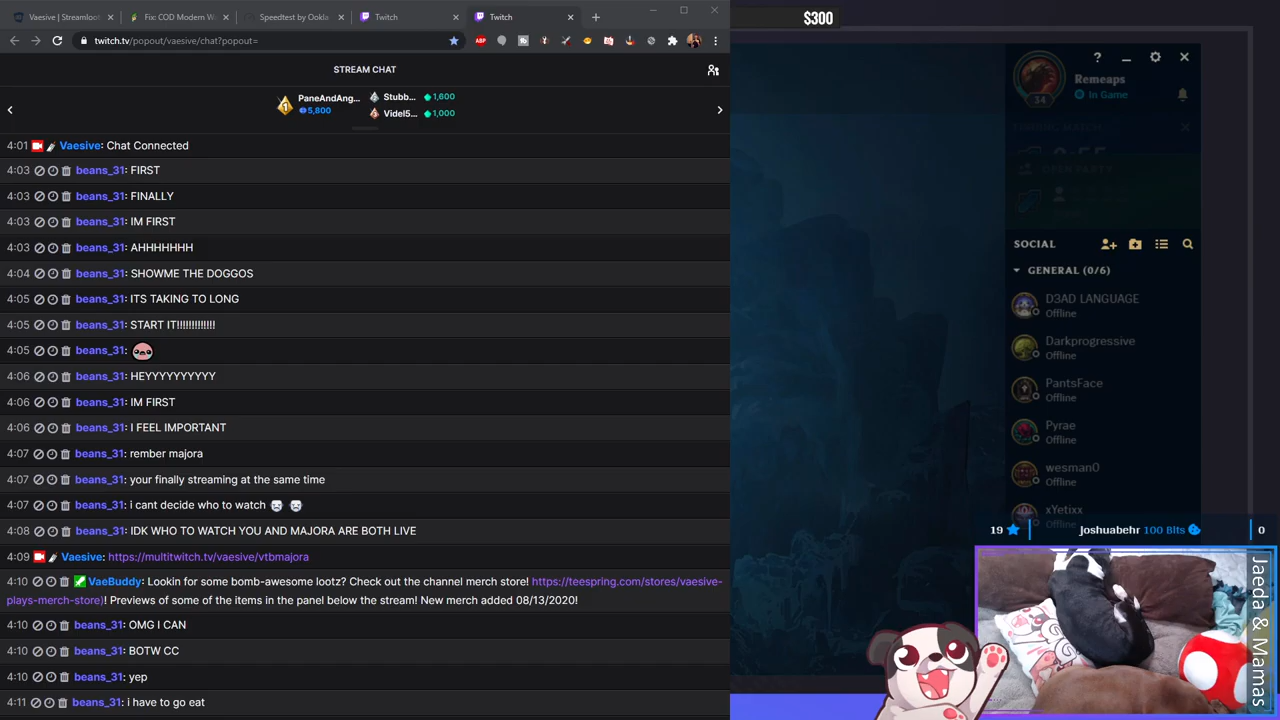 Vaesive | Streamloo
Fix: COD Modern Wa
Speedtest by Ookla
Twitch
Twitch
twitch.tv/popout/vaesive/chat?popout=
STREAM CHAT
PaneAndAng...
5,800
Stubb...
1,600
Videl5...
1,000
4:01 Vaesive: Chat Connected
4:03 beans_31: FIRST
4:03 beans_31: FINALLY
4:03 beans_31: IM FIRST
4:03 beans_31: AHHHHHHH
4:04 beans_31: SHOWME THE DOGGOS
4:05 beans_31: ITS TAKING TO LONG
4:05 beans_31: START IT!!!!!!!!!!!!!
4:05 beans_31:
4:06 beans_31: HEYYYYYYYYYY
4:06 beans_31: IM FIRST
4:06 beans_31: I FEEL IMPORTANT
4:07 beans_31: rember majora
4:07 beans_31: your finally streaming at the same time
4:07 beans_31: i cant decide who to watch
4:08 beans_31: IDK WHO TO WATCH YOU AND MAJORA ARE BOTH LIVE
4:09 Vaesive: https://multitwitch.tv/vaesive/vtbmajora
4:10 VaeBuddy: Lookin for some bomb-awesome lootz? Check out the channel merch store! https://teespring.com/stores/vaesive-
plays-merch-store)! Previews of some of the items in the panel below the stream! New merch added 08/13/2020!
4:10 beans_31: OMG I CAN
4:10 beans_31: BOTW CC
4:10 beans_31: yep
4:11 beans_31: i have to go eat
$300
?
Remeaps
In Game
34
OPEN PARTY
SOCIAL
GENERAL (0/6)
D3AD LANGUAGE
Offline
Darkprogressive
Offline
PantsFace
Offline
Pyrae
Offline
wesman0
Offline
xYetixx
19
Joshuabehr 100 Bits
0
Jaeda & Mamas